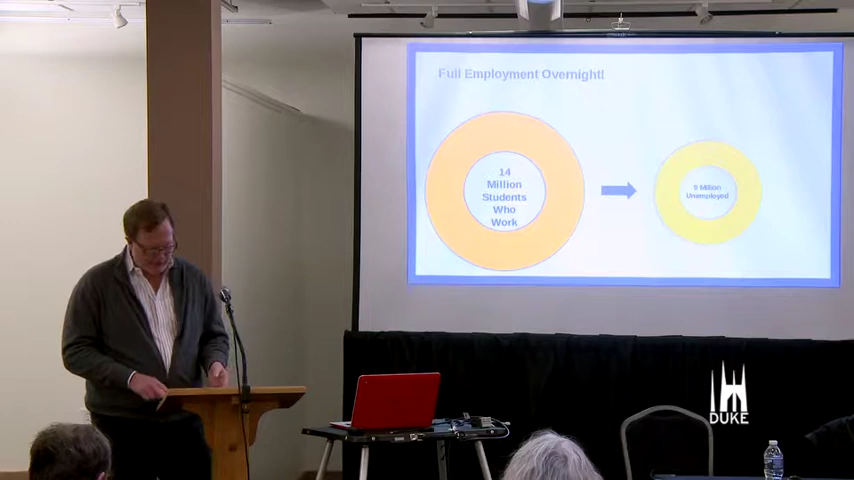 Full Employment Overnight!
14
Million
Students
Who
Work
9 Million
Unemployed
DUKE